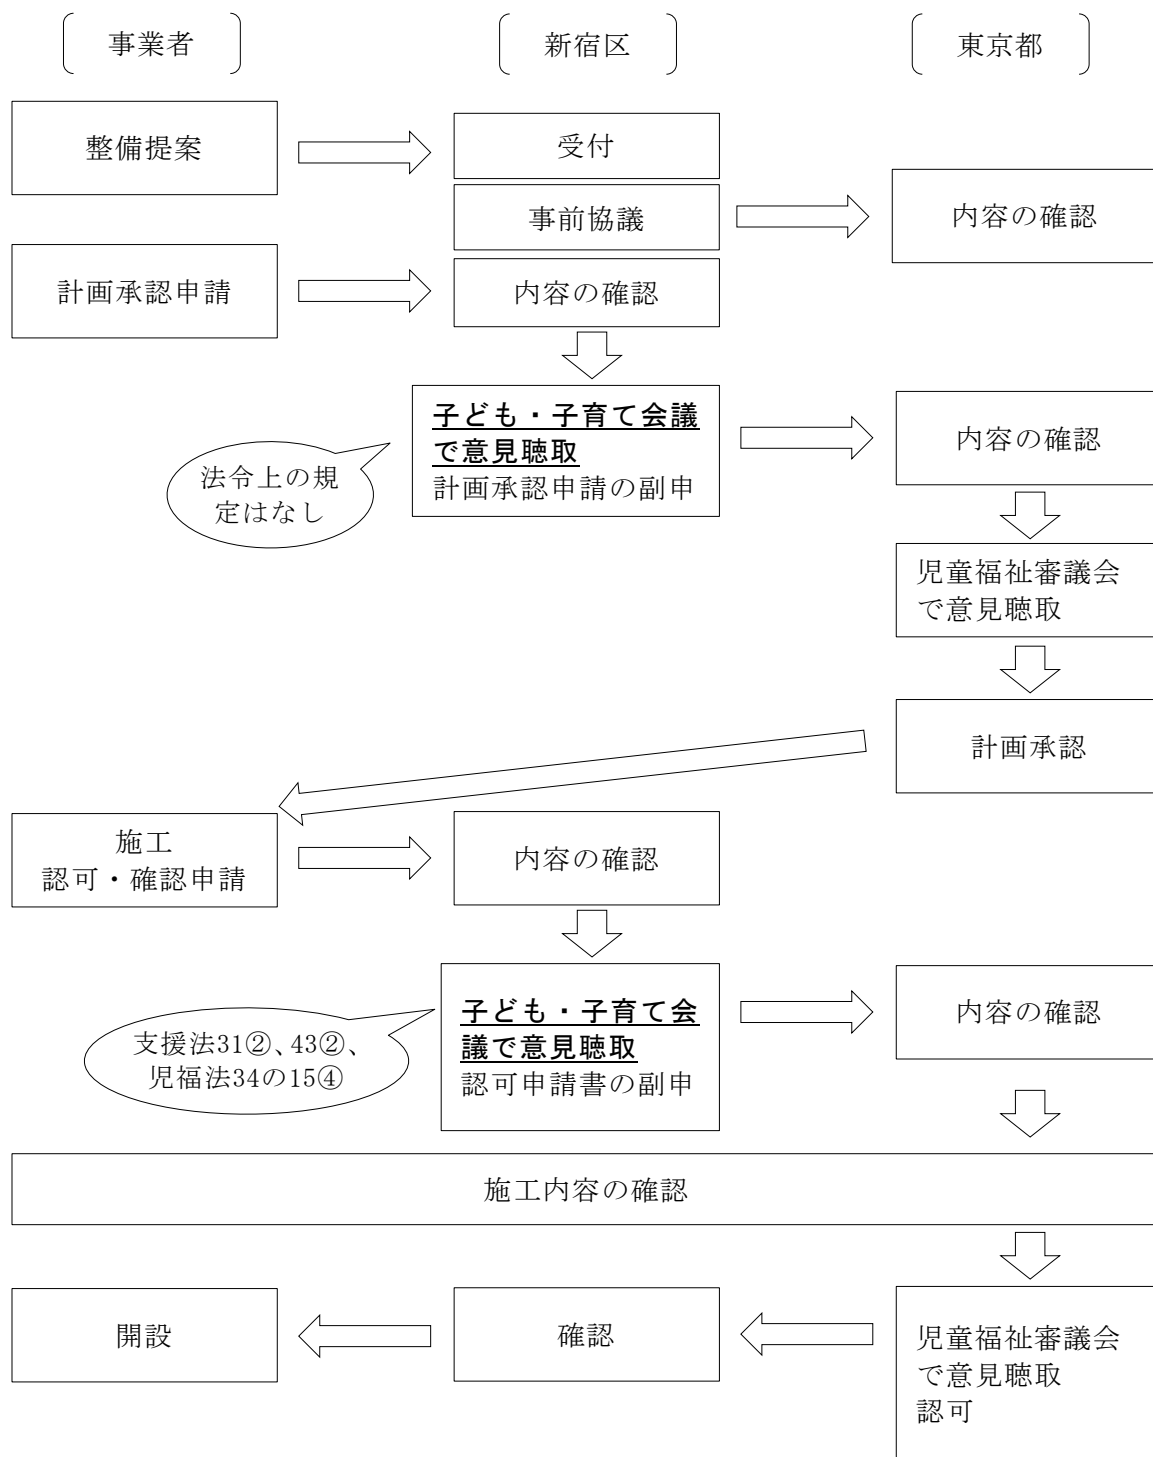 事業者
新宿区
東京都
整備提案
受付
事前協議
内容の確認
計画承認申請
内容の確認
子ども・子育て会議
で意見聴取
計画承認申請の副申
法令上の規
定はなし
内容の確認
児童福祉審議会
で意見聴取
計画承認
施工
認可・確認申請
内容の確認
子ども・子育て会
議で意見聴取
認可申請書の副申
支援法31②、43②、
児福法34の15④
内容の確認
施工内容の確認
開設
確認
児童福祉審議会
で意見聴取
認可